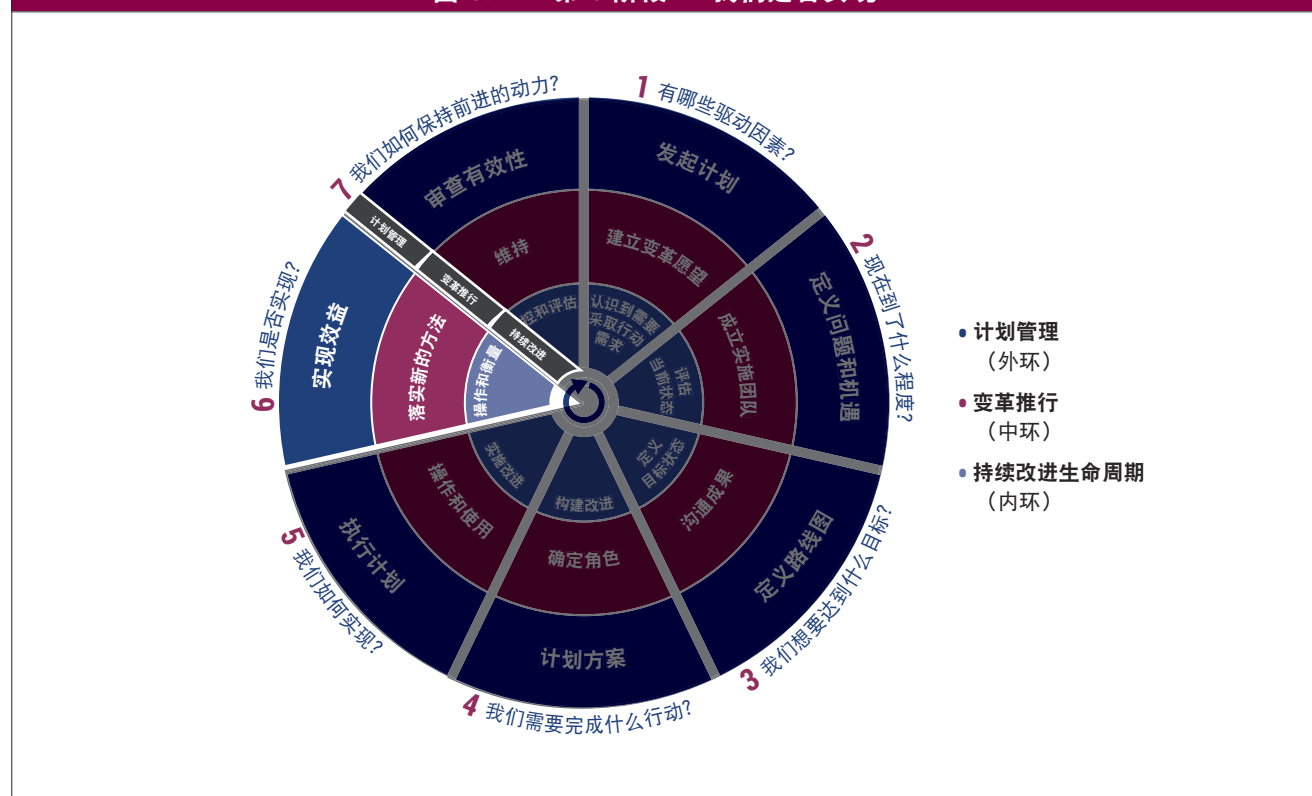 1 有哪些驱动因素?
2 现在到了什么程度?
3 我们想要达到什么目标?
4 我们需要完成什么行动?
5 我们如何实现?
6 我们是否实现?
7 我们如何保持前进的动力?
发起计划
定义问题和机遇
定义路线图
计划方案
执行计划
实现效益
审查有效性
建立变革愿望
成立实施团队
沟通成果
确定角色
操作和使用
落实新的方法
维持
认识到需要
采取行动
需求
评估
当前状态
定义
目标状态
构建改进
实施改进
操作和衡量
控和评估
计划管理
变革推行
持续改进
• 计划管理
（外环）
• 变革推行
（中环）
• 持续改进生命周期
（内环）